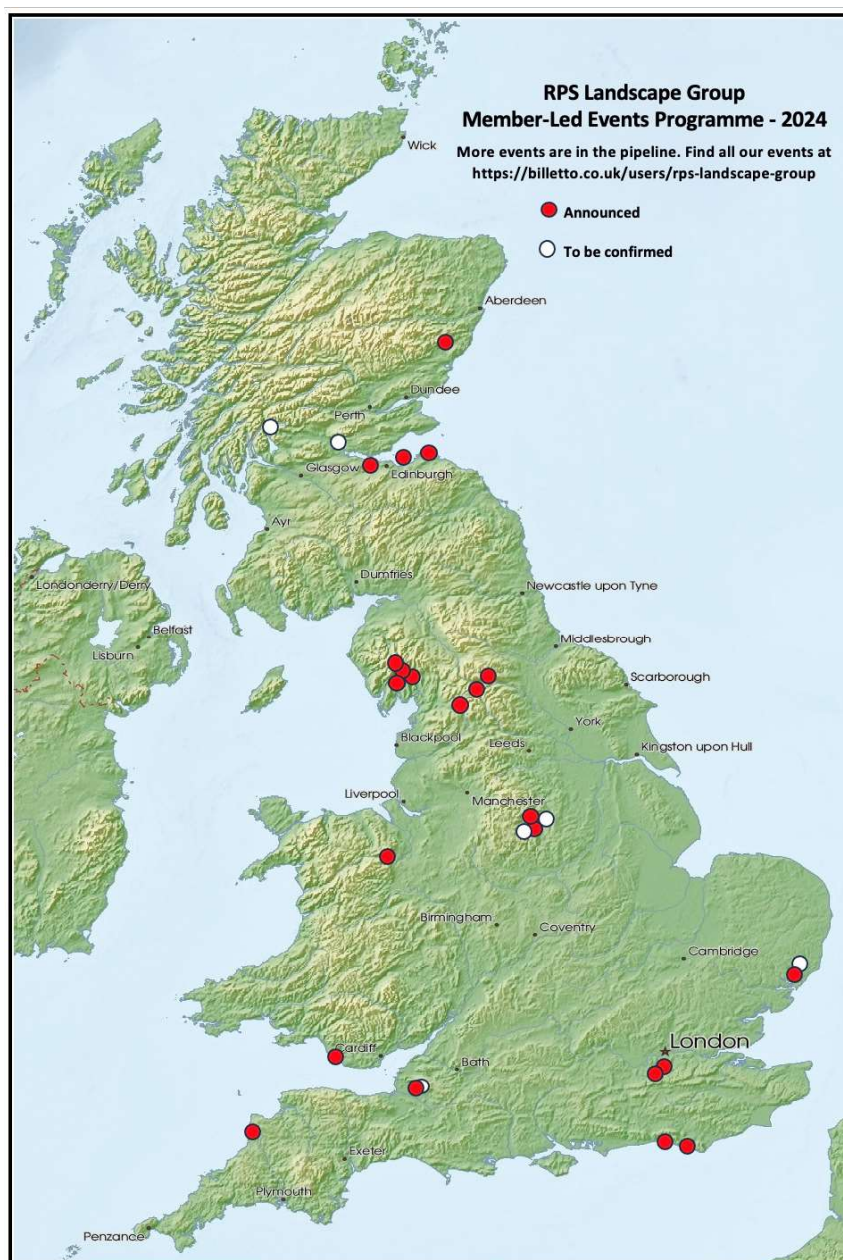 RPS Landscape Group
Member-Led Events Programme - 2024
More events are in the pipeline. Find all our events at
https://billetto.co.uk/users/rps-landscape-group
Announced
To be confirmed
Wick
Aberdeen
Dundee
Perth
Glasgow
Edinburgh
Ayr
Dumfries
Londonderry/Derry
Newcastle upon Tyne
Belfast
Lisburn
Middlesbrough
Scarborough
York
Blackpool
Leeds
Kingston upon Hull
Liverpool
Manchester
Birmingham
Coventry
Cambridge
London
Cardiff
Bath
Exeter
Plymouth
Penzance